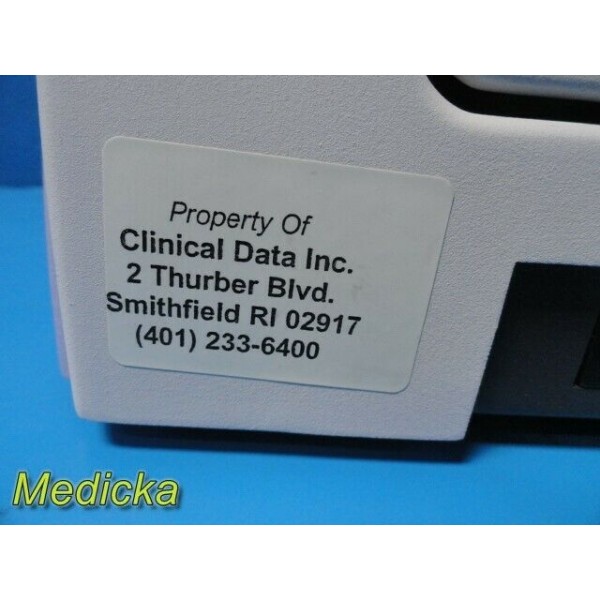 Property Of
Clinical Data Inc.
2 Thurber Blvd.
Smithfield RI 02917
(401) 233-6400
Medicka